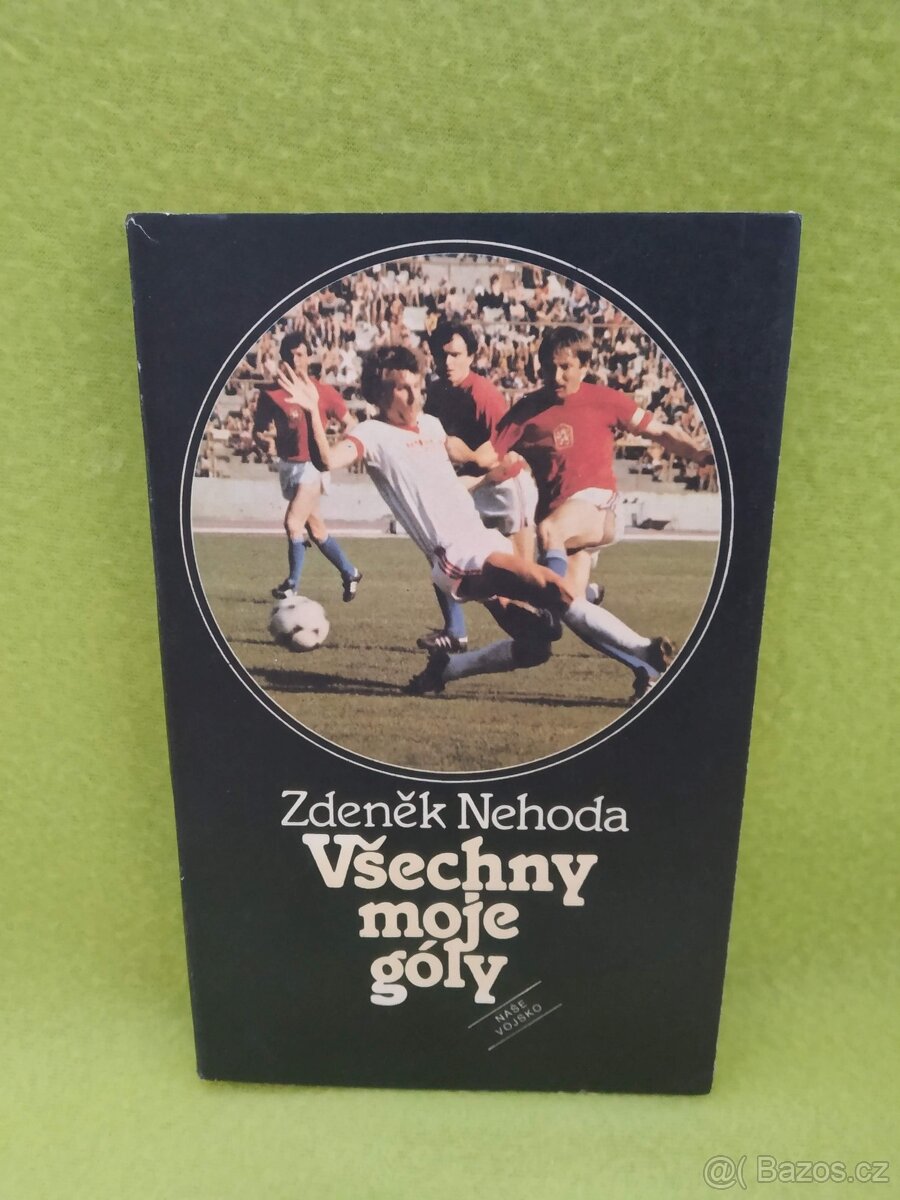 Zdeněk Nehoda
Všechny
moje
góly
NAŠE
VOJSKO
@( Bazos.cz